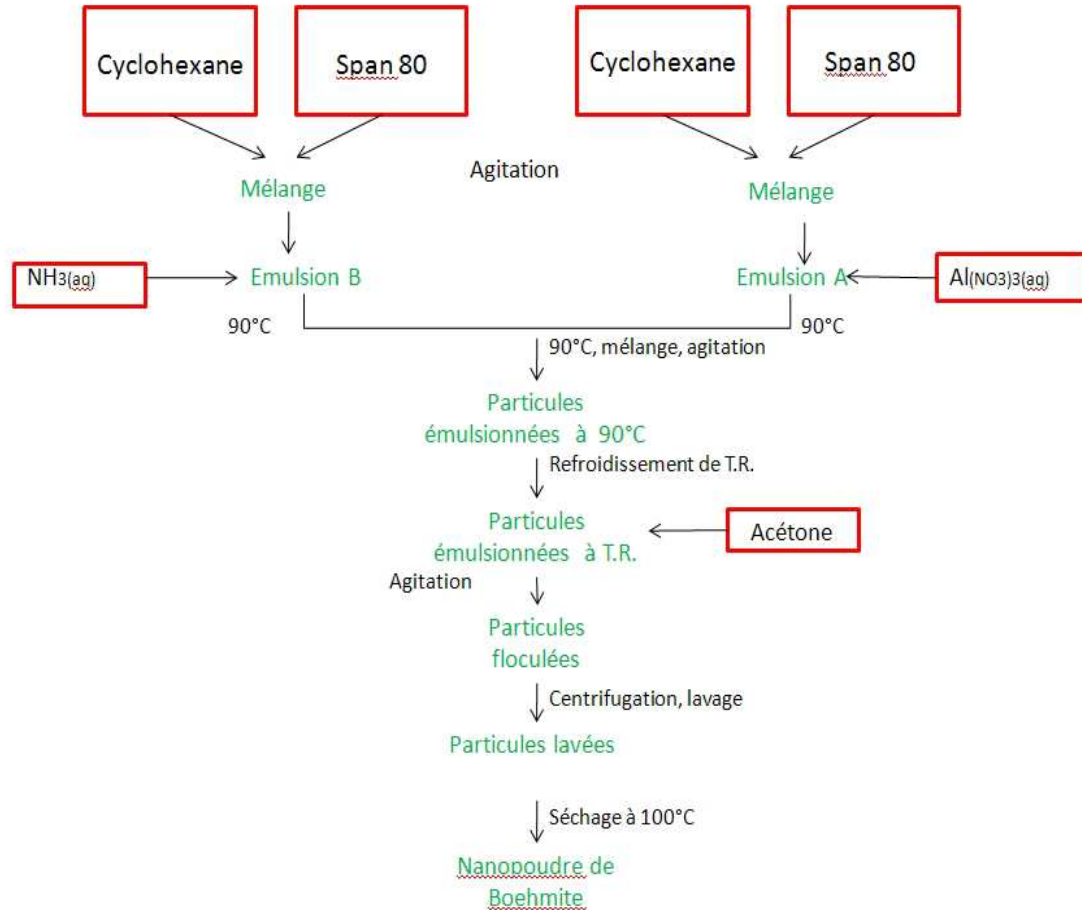 Cyclohexane
Span 80
Cyclohexane
Span 80
Agitation
Mélange
Mélange
NH3(aq)
Emulsion B
Emulsion A
Al(NO3)3(aq)
90°C
90°C
90°C, mélange, agitation
Particules
émulsionnées à 90°C
Refroidissement de T.R.
Particules
émulsionnées à T.R.
Acétone
Agitation
Particules
floculées
Centrifugation, lavage
Particules lavées
Séchage à 100°C
Nanopoudre de
Boehmite